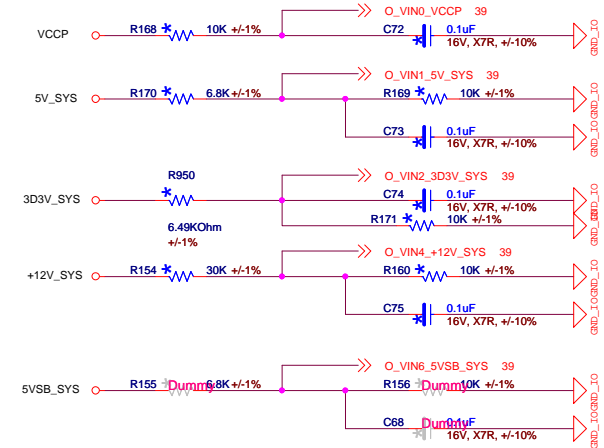 O_VIN0_VCCP 39
VCCP R168 10K +/-1% C72 0.1uF
16V, X7R, +/-10%
GND_IO
O_VIN1_5V_SYS 39
5V_SYS R170 6.8K +/-1% R169 10K +/-1%
GND_IO
C73 0.1uF
16V, X7R, +/-10%
GND_IO
R950
O_VIN2_3D3V_SYS 39
3D3V_SYS C74 0.1uF
16V, X7R, +/-10%
GND_IO
R171 10K +/-1%
GND_IO
6.49KOhm
+/-1%
O_VIN4_+12V_SYS 39
+12V_SYS R154 30K +/-1% R160 10K +/-1%
GND_IO
C75 0.1uF
16V, X7R, +/-10%
GND_IO
O_VIN6_5VSB_SYS 39
5VSB_SYS R155 Dummy 6.8K +/-1% R156 Dummy 10K +/-1%
GND_IO
C68 Dummy 0.1uF
16V, X7R, +/-10%
GND_IO